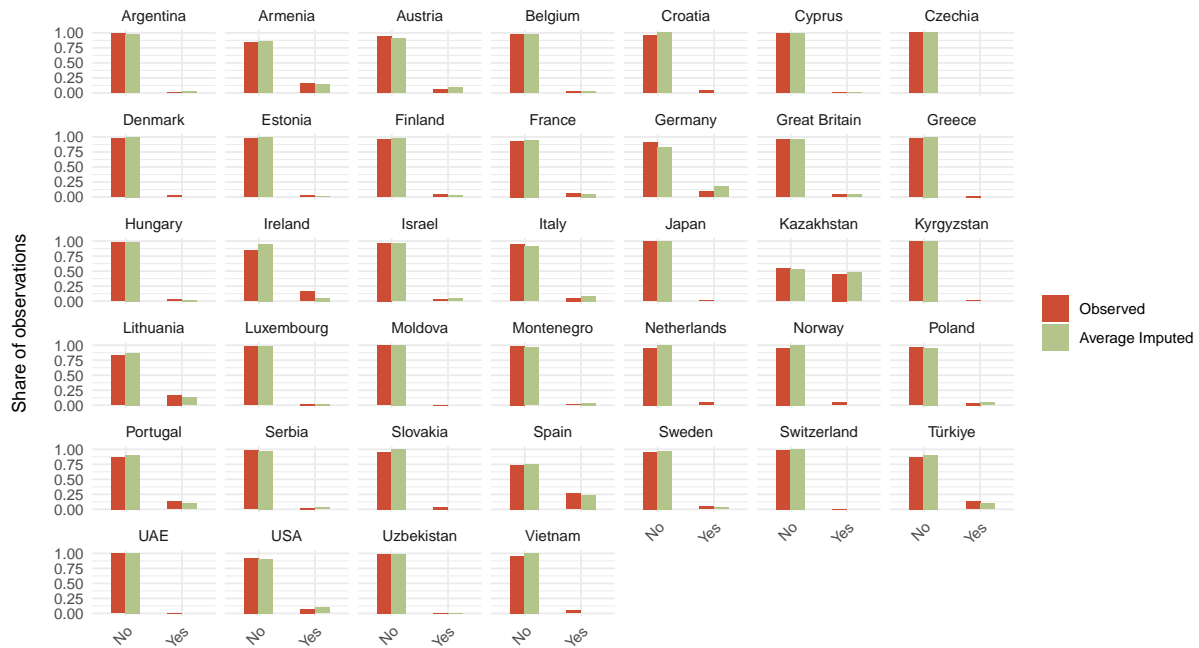 Argentina Armenia Austria Belgium Croatia Cyprus Czechia
1.00
0.75
0.50
0.25
0.00
Denmark Estonia Finland France Germany Great Britain Greece
1.00
0.75
0.50
0.25
0.00
Hungary Ireland Israel Italy Japan Kazakhstan Kyrgyzstan
1.00
0.75
0.50
0.25
0.00
Share of observations
Observed
Average Imputed
Lithuania Luxembourg Moldova Montenegro Netherlands Norway Poland
1.00
0.75
0.50
0.25
0.00
Portugal Serbia Slovakia Spain Sweden Switzerland Türkiye
1.00
0.75
0.50
0.25
0.00
No Yes No Yes No Yes
UAE USA Uzbekistan Vietnam
1.00
0.75
0.50
0.25
0.00
No Yes No Yes No Yes No Yes